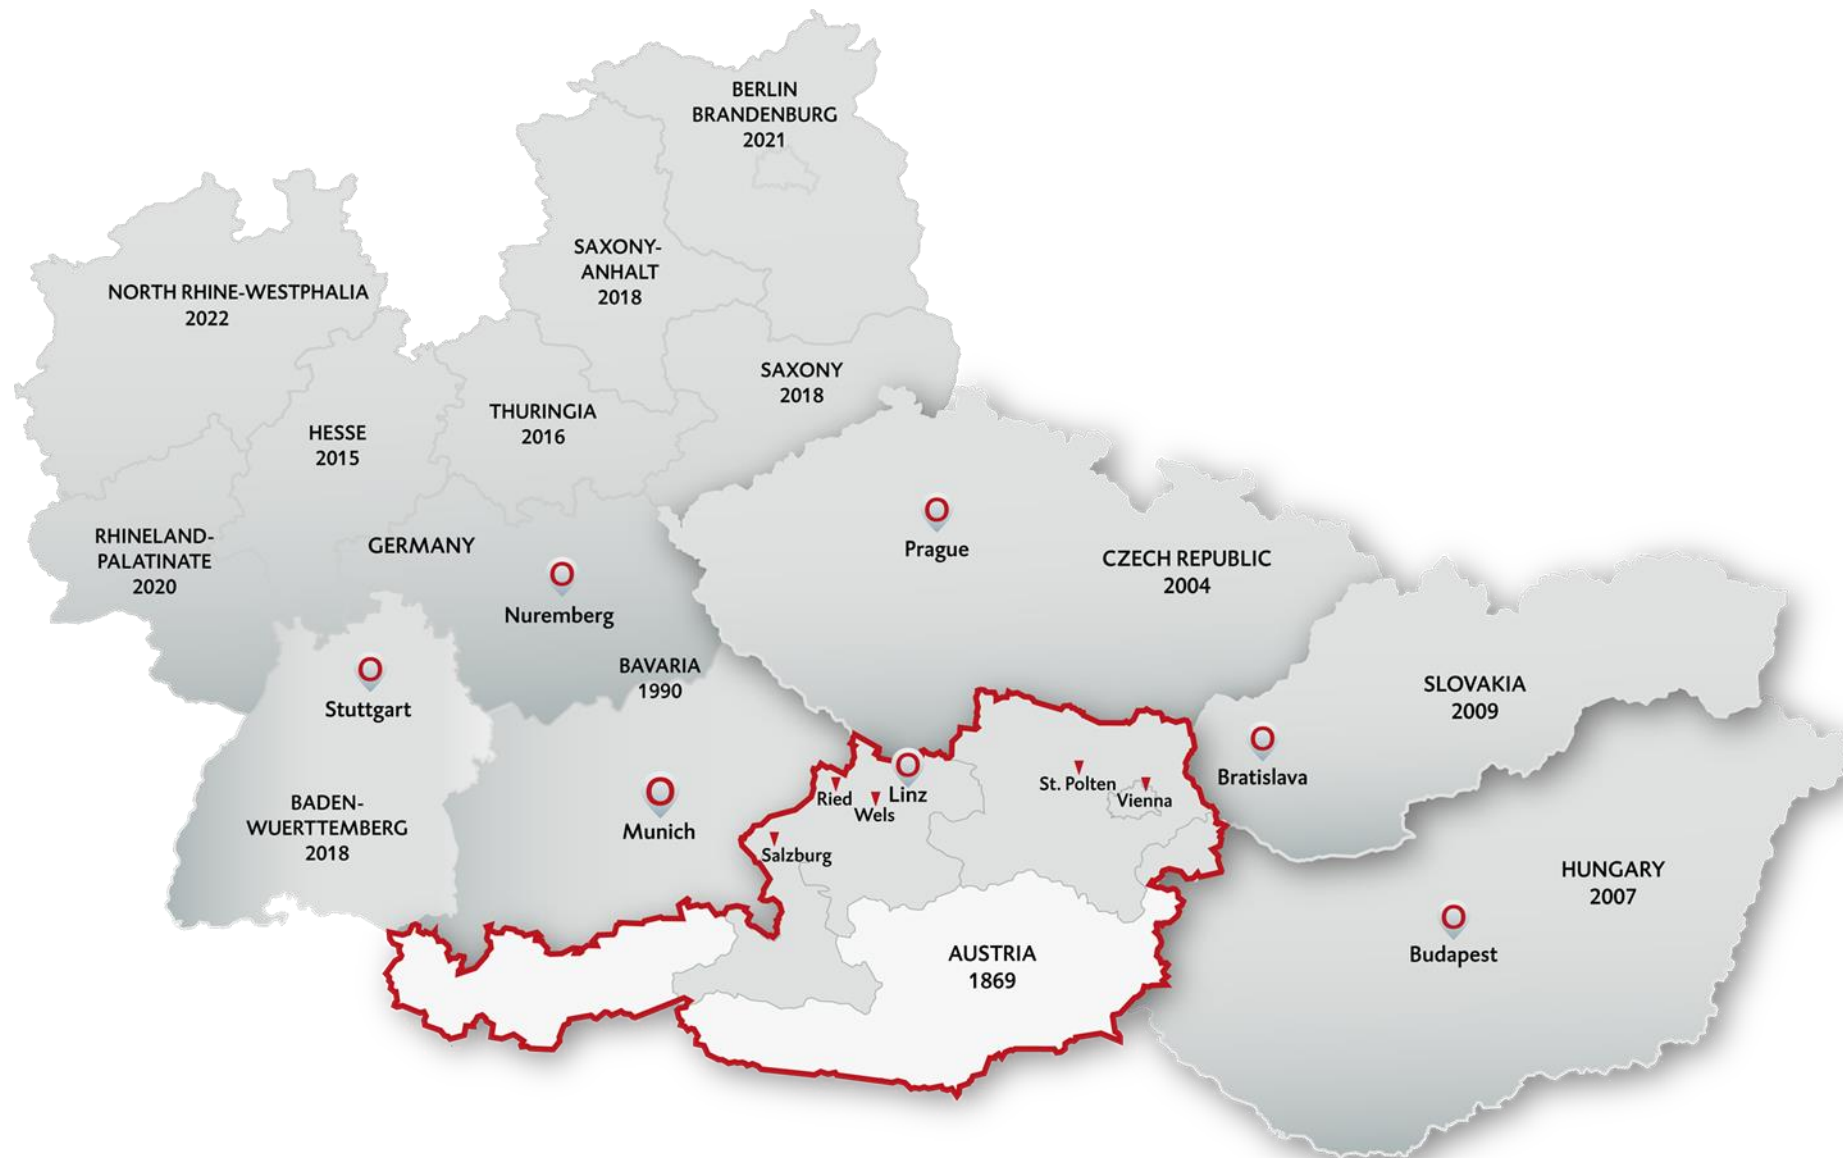 BERLIN
BRANDENBURG
2021
SAXONY-
ANHALT
2018
NORTH RHINE-WESTPHALIA
2022
SAXONY
2018
THURINGIA
2016
HESSE
2015
RHINELAND-
PALATINATE
2020
GERMANY
Nuremberg
Prague
CZECH REPUBLIC
2004
BAVARIA
1990
Stuttgart
SLOVAKIA
2009
Bratislava
BADEN-
WUERTTEMBERG
2018
Munich
Ried
Wels
Linz
St. Polten
Vienna
Salzburg
HUNGARY
2007
Budapest
AUSTRIA
1869